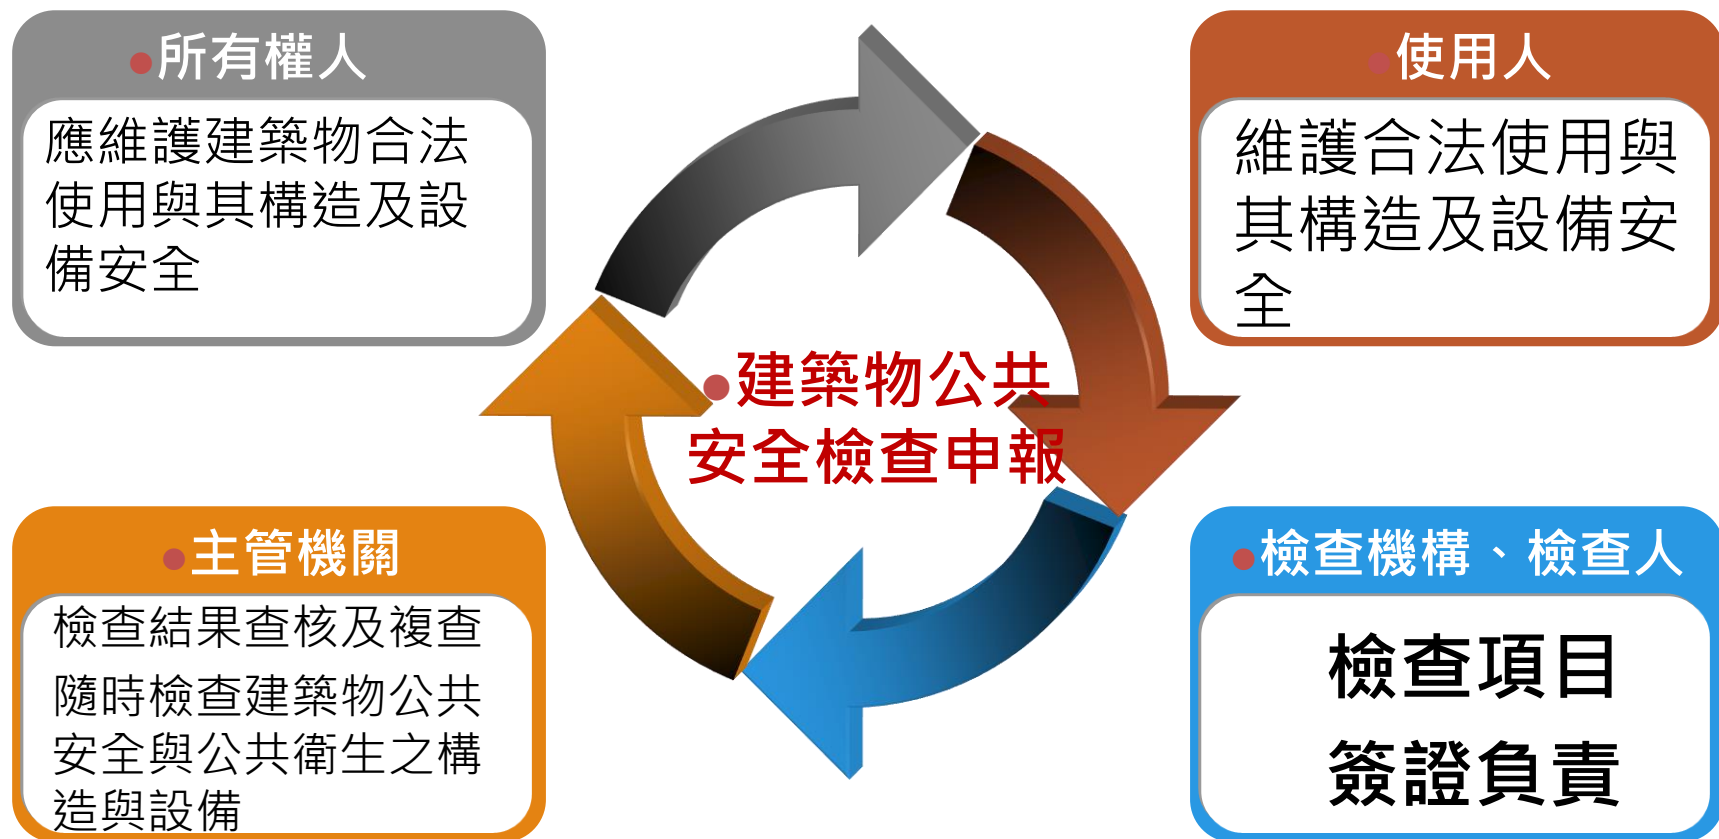 •所有權人
應維護建築物合法
使用與其構造及設
備安全
•使用人
維護合法使用與
其構造及設備安
全
•建築物公共
安全檢查申報
•主管機關
檢查結果查核及複查
隨時檢查建築物公共
安全與公共衛生之構
造與設備
•檢查機構、檢查人
檢查項目
簽證負責